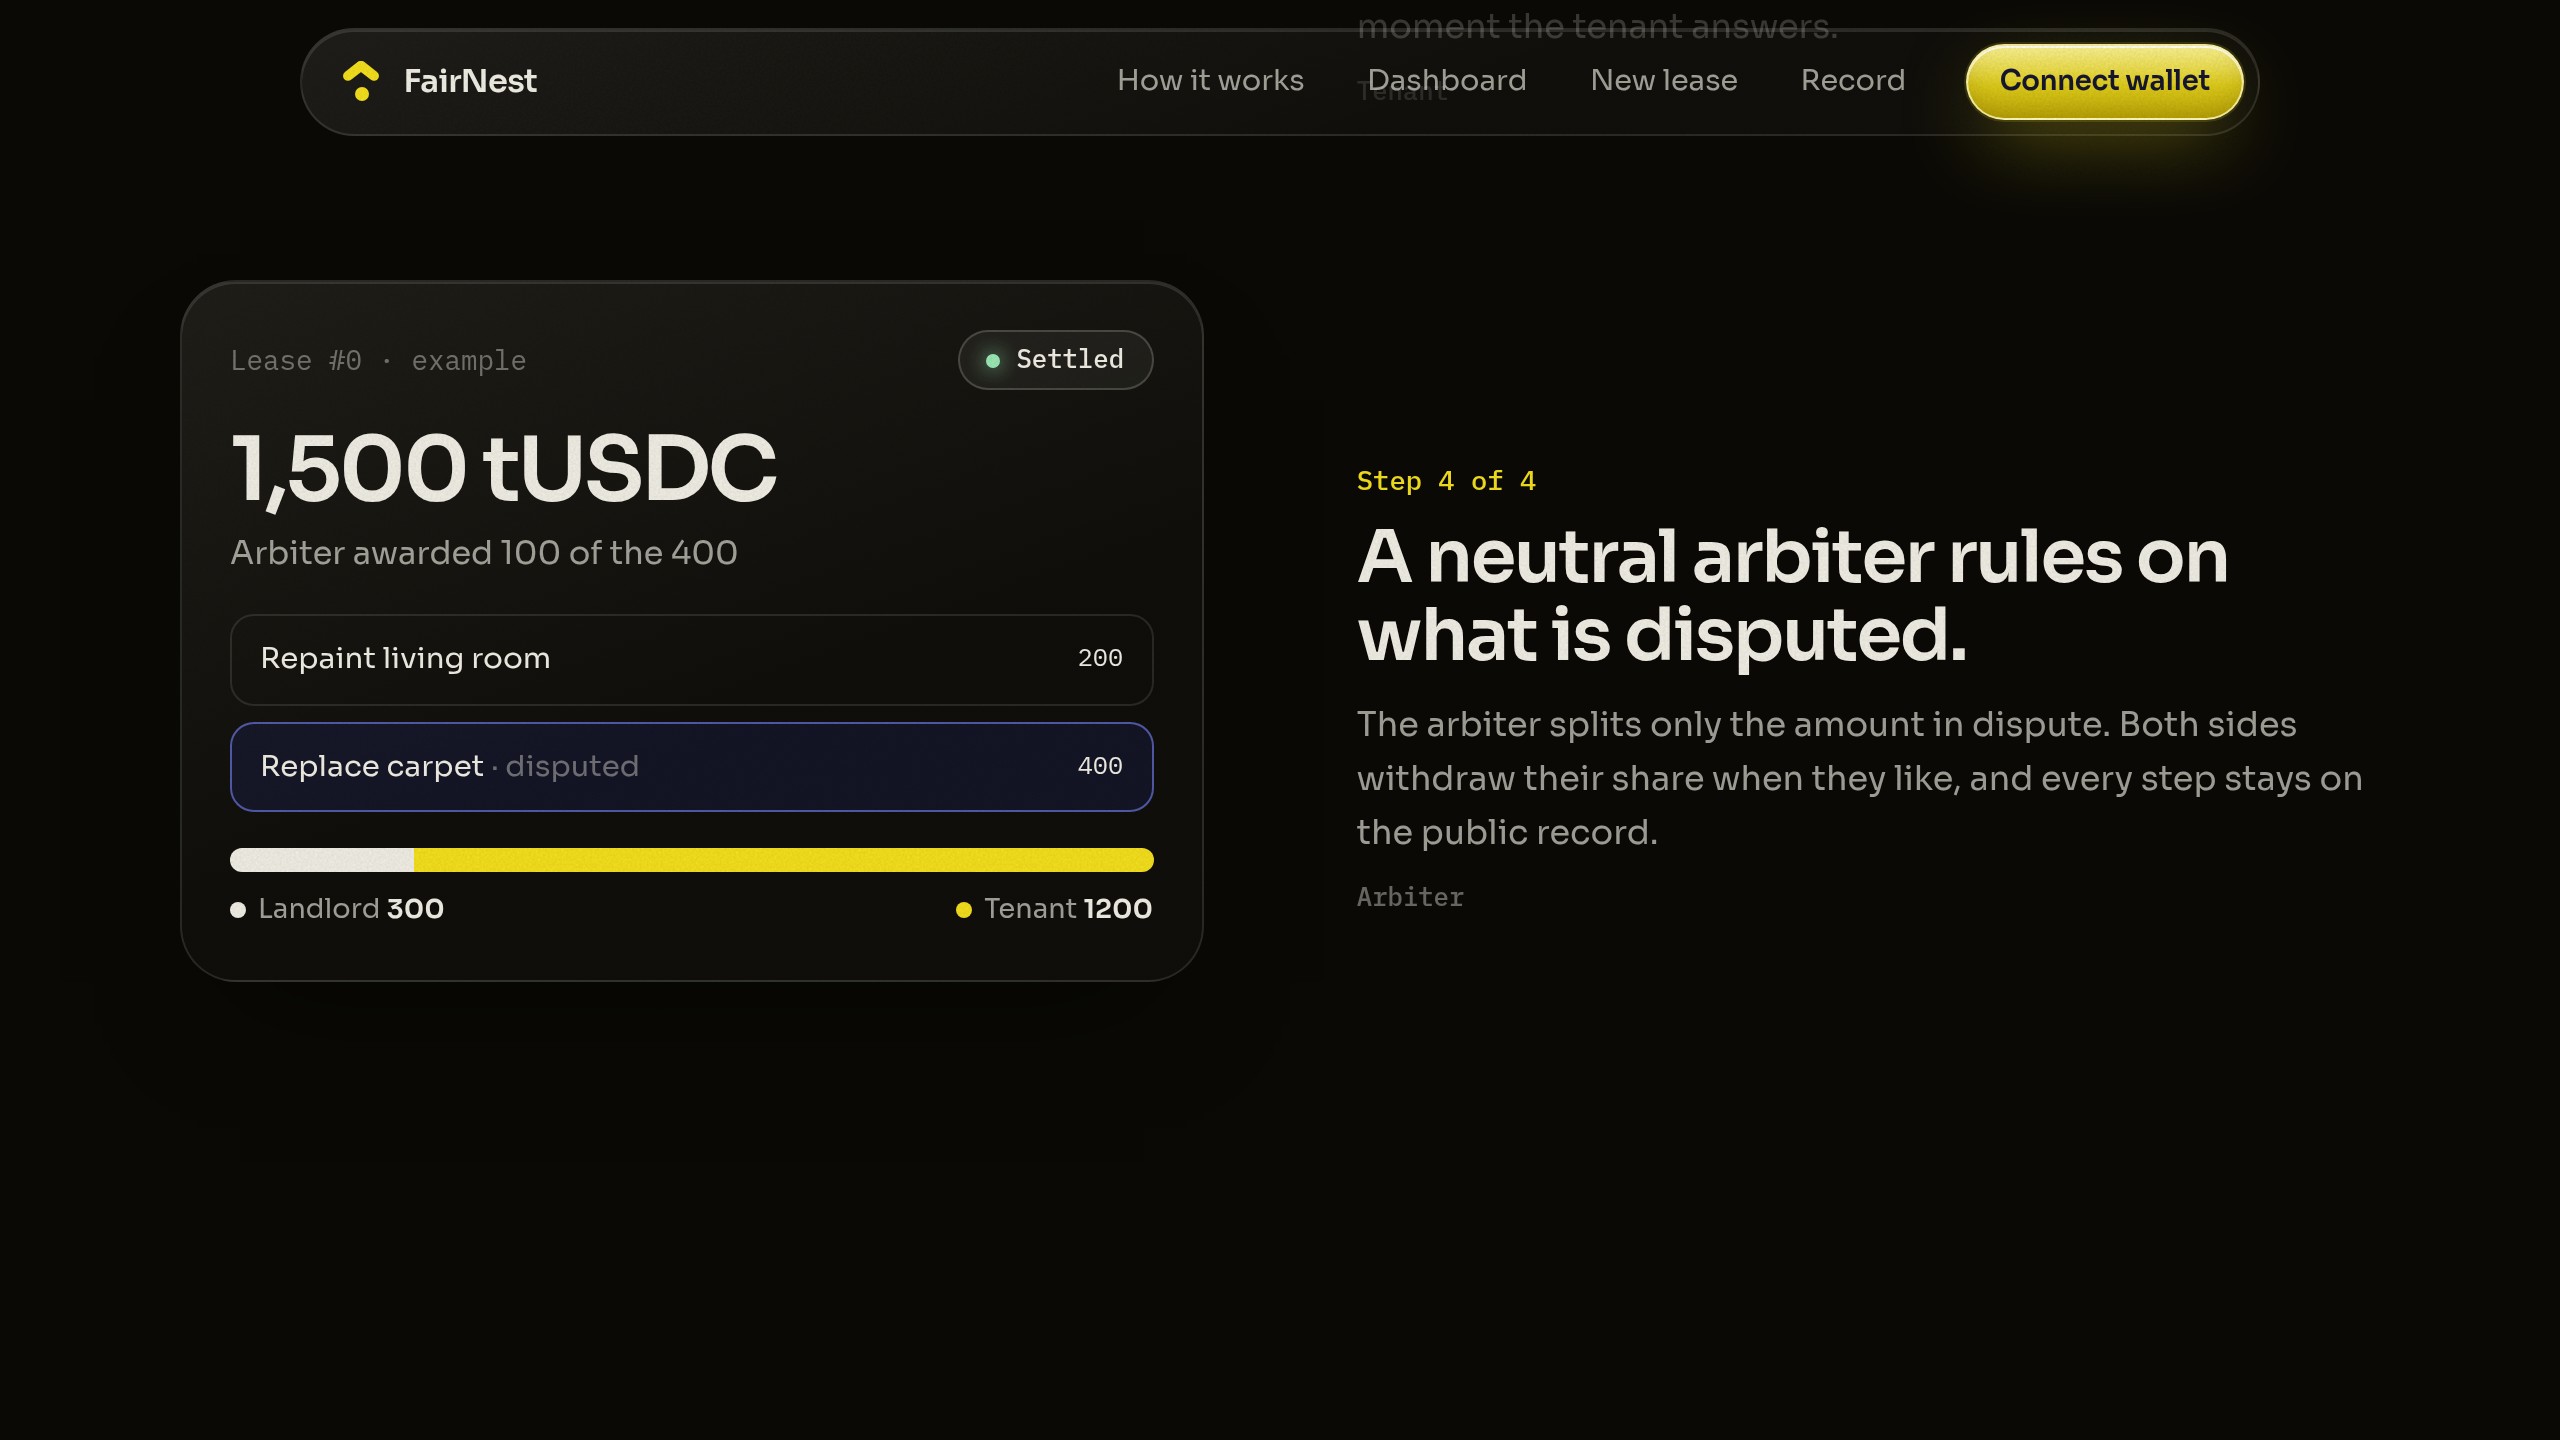 moment the tenant answers.
FairNest
How it works
Dashboard
New lease
Record
Connect wallet
Tenant
Lease #0 · example
Settled
1,500 tUSDC
Arbiter awarded 100 of the 400
Repaint living room 200
Replace carpet · disputed 400
Landlord 300
Tenant 1200
Step 4 of 4
A neutral arbiter rules on
what is disputed.
The arbiter splits only the amount in dispute. Both sides
withdraw their share when they like, and every step stays on
the public record.
Arbiter